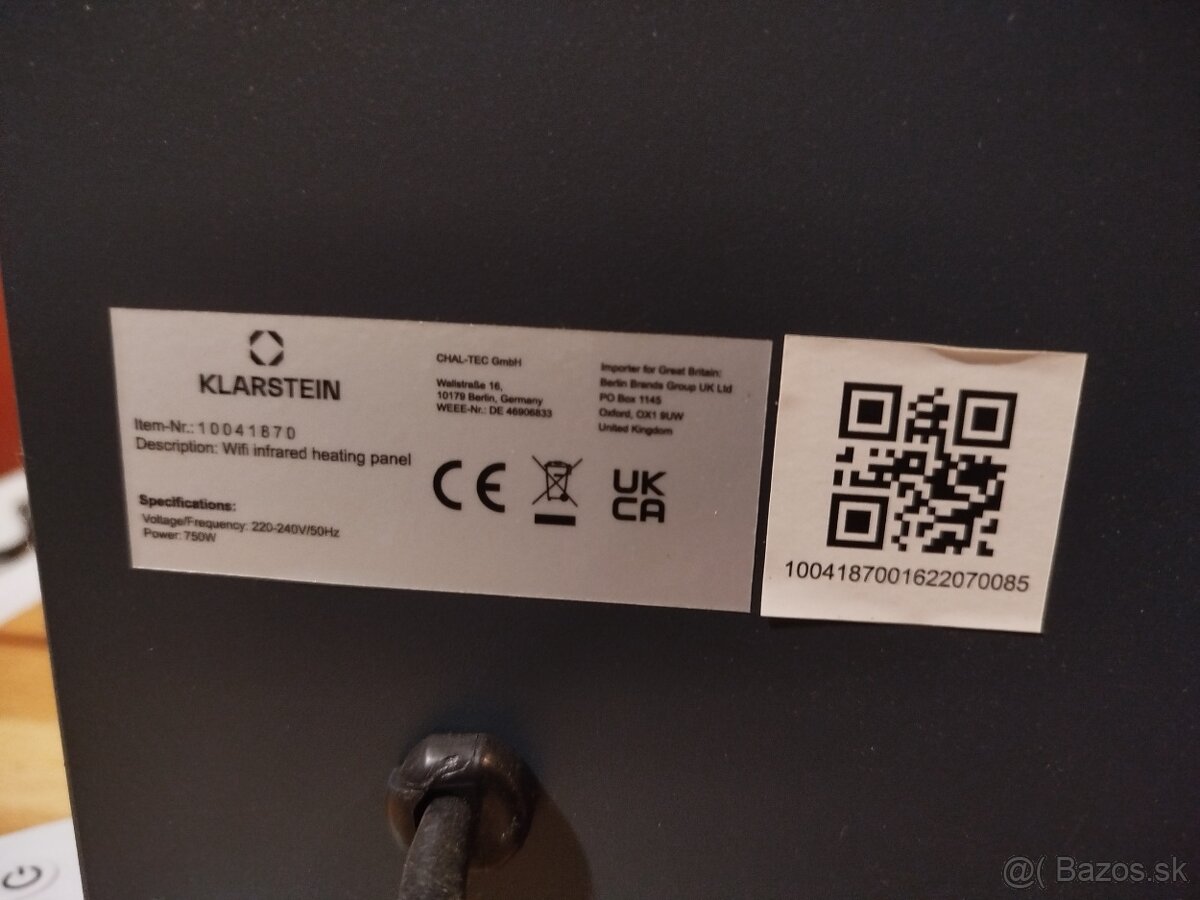 KLARSTEIN
Item-Nr.: 10041870
Description: Wifi infrared heating panel
Specifications:
Voltage/Frequency: 220-240V/50Hz
Power: 750W
CHAL-TEC GmbH
Wallstraße 16,
10179 Berlin, Germany
WEEE-Nr.: DE 46906833
Importer for Great Britain:
Berlin Brands Group UK Ltd
PO Box 1145
Oxford, OX1 9UW
United Kingdom
CE
UK
CA
1004187001622070085
@( Bazos.sk